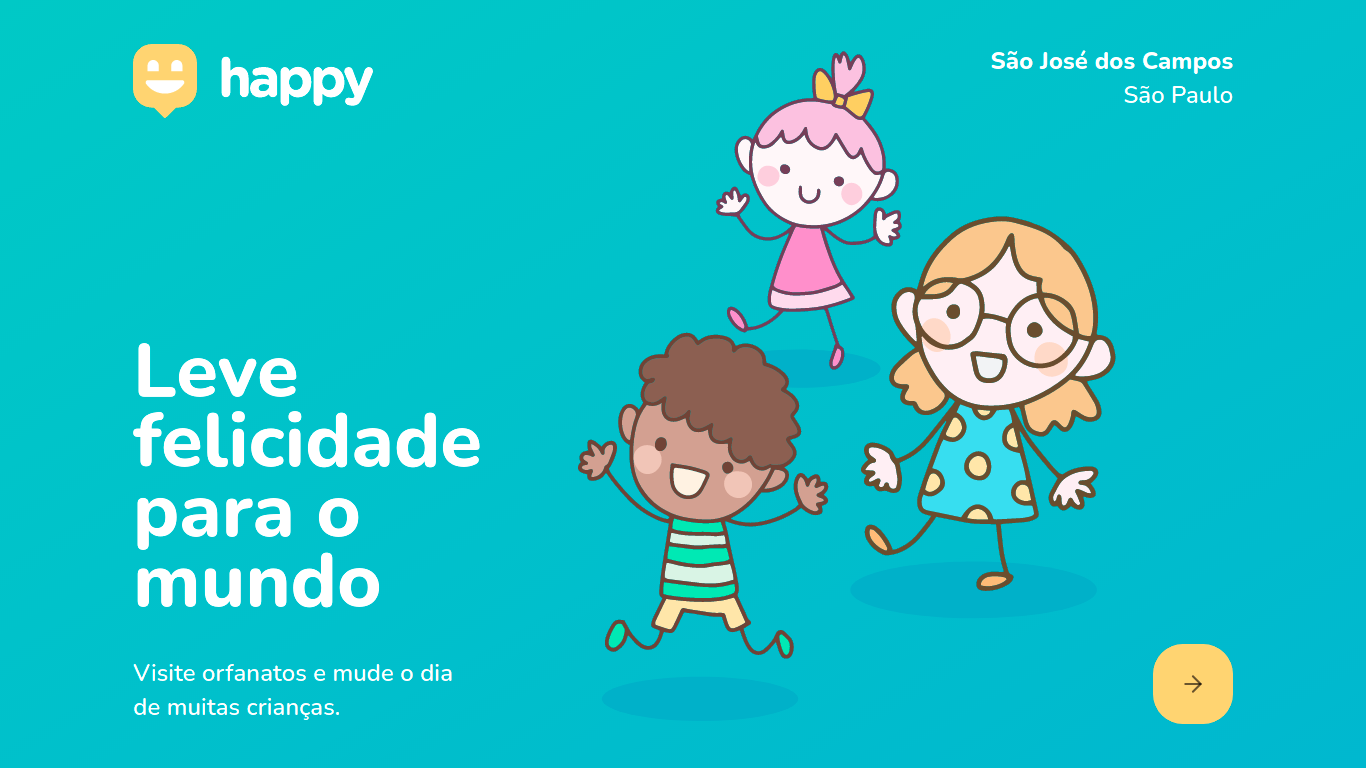 happy
São José dos Campos
São Paulo
Leve
felicidade
para o
mundo
Visite orfanatos e mude o dia
de muitas crianças.